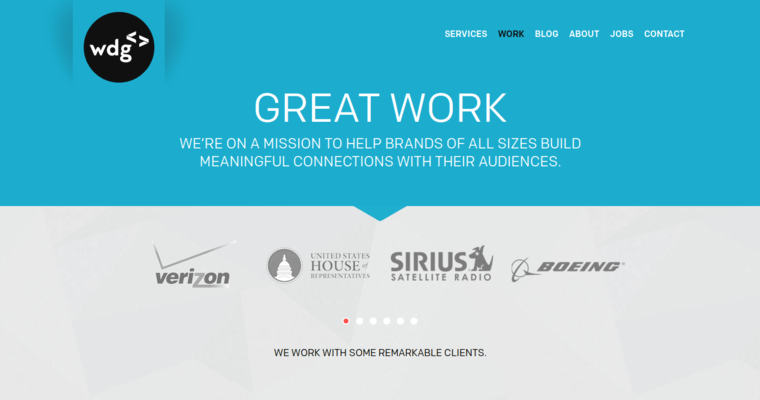 wdg<>
SERVICES WORK BLOG ABOUT JOBS CONTACT
GREAT WORK
WE'RE ON A MISSION TO HELP BRANDS OF ALL SIZES BUILD
MEANINGFUL CONNECTIONS WITH THEIR AUDIENCES.
verizon
UNITED STATES
HOUSE of
REPRESENTATIVES
SIRIUS
SATELLITE RADIO
BOEING
WE WORK WITH SOME REMARKABLE CLIENTS.